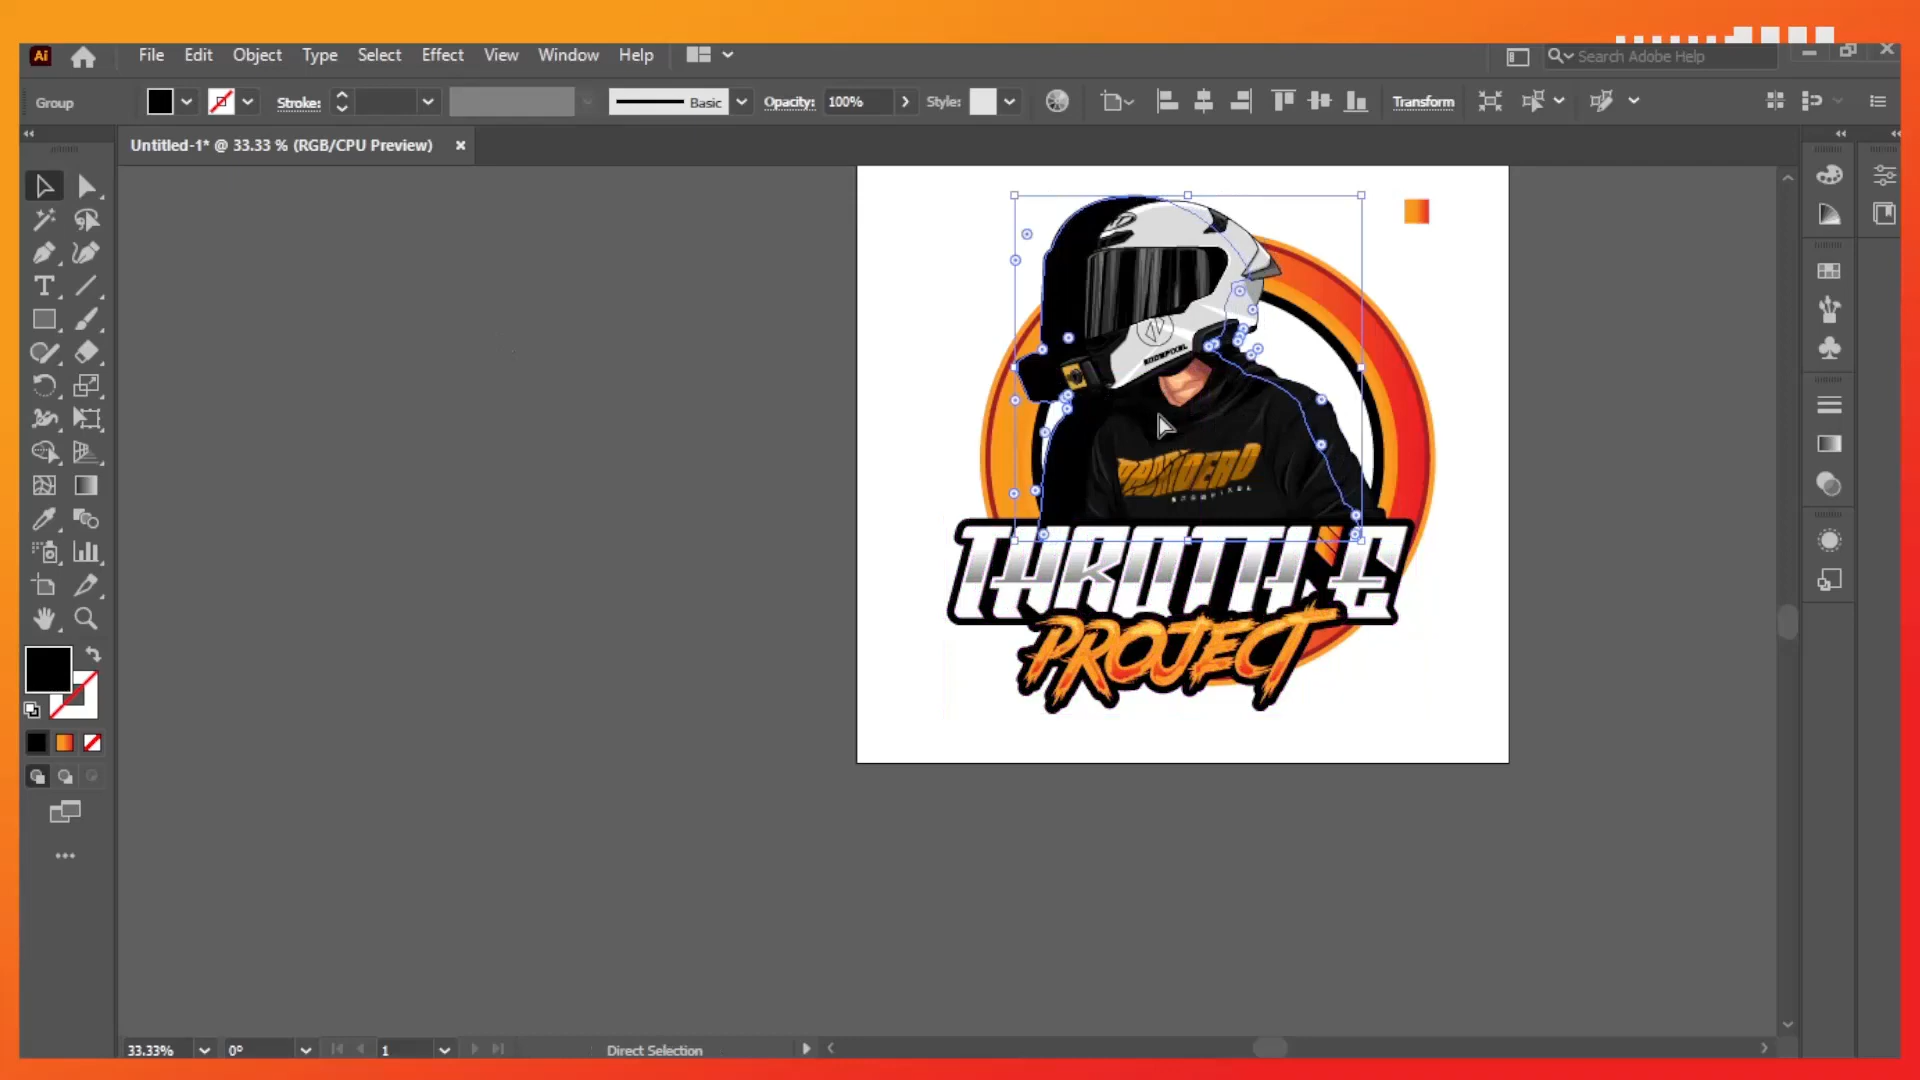 Ai File Edit Object Type Select Effect View Window Help Search Adobe Help
Group Stroke: Basic Opacity: 100% Style: Transform
Untitled-1* @ 33.33 % (RGB/CPU Preview)
THROTTLE
PROJECT
33.33% 0° 1 Direct Selection